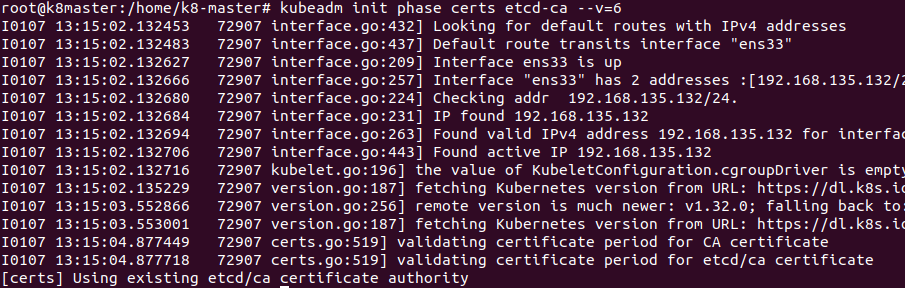 root@k8master:/home/k8-master# kubeadm init phase certs etcd-ca --v=6
I0107 13:15:02.132453   72907 interface.go:432] Looking for default routes with IPv4 addresses
I0107 13:15:02.132483   72907 interface.go:437] Default route transits interface "ens33"
I0107 13:15:02.132627   72907 interface.go:209] Interface ens33 is up
I0107 13:15:02.132666   72907 interface.go:257] Interface "ens33" has 2 addresses :[192.168.135.132/2
I0107 13:15:02.132680   72907 interface.go:224] Checking addr  192.168.135.132/24.
I0107 13:15:02.132684   72907 interface.go:231] IP found 192.168.135.132
I0107 13:15:02.132694   72907 interface.go:263] Found valid IPv4 address 192.168.135.132 for interfac
I0107 13:15:02.132706   72907 interface.go:443] Found active IP 192.168.135.132
I0107 13:15:02.132716   72907 kubelet.go:196] the value of KubeletConfiguration.cgroupDriver is empty
I0107 13:15:02.135229   72907 version.go:187] fetching Kubernetes version from URL: https://dl.k8s.io
I0107 13:15:03.552866   72907 version.go:256] remote version is much newer: v1.32.0; falling back to:
I0107 13:15:03.553001   72907 version.go:187] fetching Kubernetes version from URL: https://dl.k8s.io
I0107 13:15:04.877449   72907 certs.go:519] validating certificate period for CA certificate
I0107 13:15:04.877718   72907 certs.go:519] validating certificate period for etcd/ca certificate
[certs] Using existing etcd/ca certificate authority